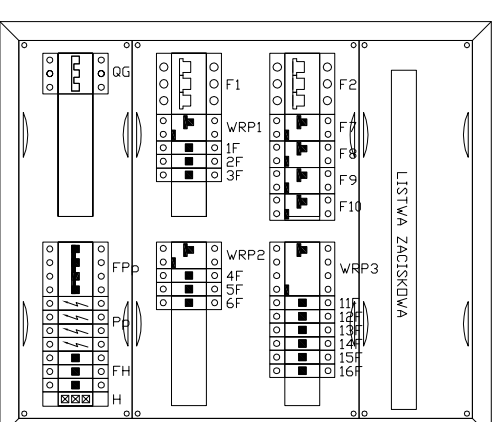 QG
FPp
Pp
FH
H
F1
WRP1
1F
2F
3F
WRP2
4F
5F
6F
F2
F7
F8
F9
F10
WRP3
11F
12F
13F
14F
15F
16F
LISTWA ZACISKOWA